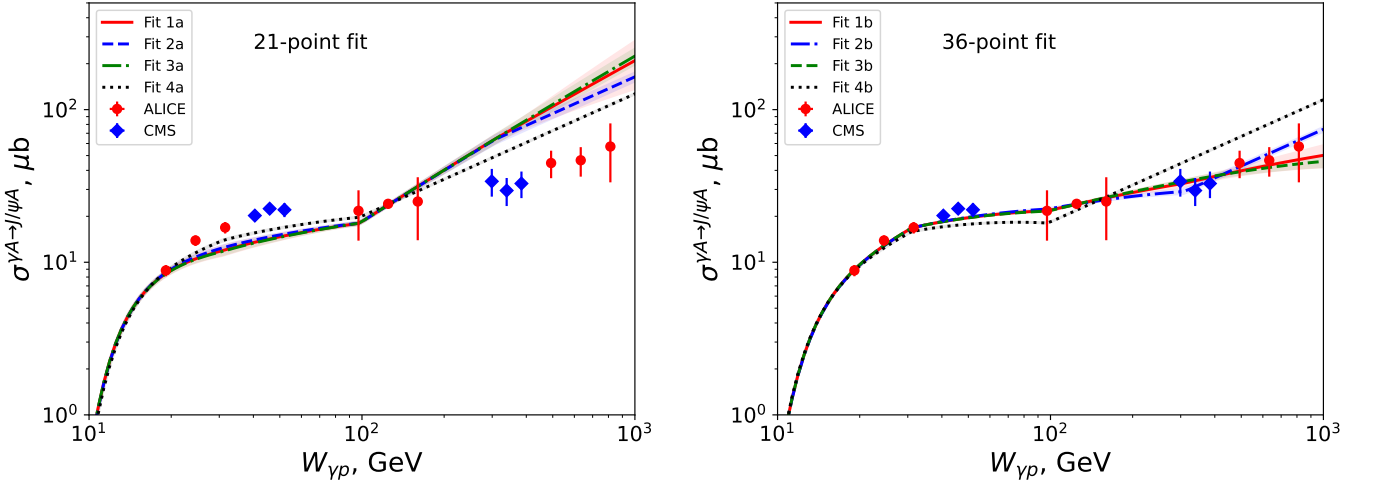 σ^{γA→J/ψA}, μb
10²
10¹
10⁰
Fit 1a
Fit 2a
Fit 3a
Fit 4a
ALICE
CMS
21-point fit
10¹
10²
10³
W_{γp}, GeV
σ^{γA→J/ψA}, μb
10²
10¹
10⁰
Fit 1b
Fit 2b
Fit 3b
Fit 4b
ALICE
CMS
36-point fit
10¹
10²
10³
W_{γp}, GeV